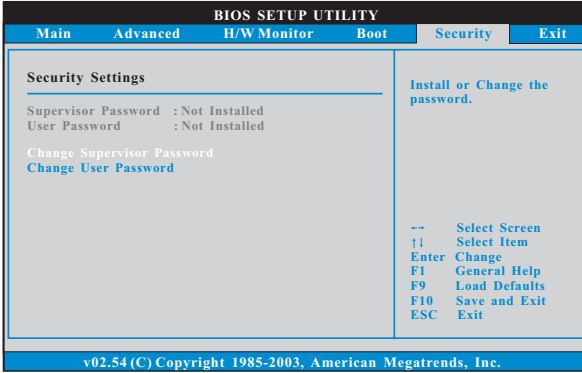 BIOS SETUP UTILITY
Main Advanced H/W Monitor Boot Security Exit
Security Settings
Supervisor Password : Not Installed
User Password : Not Installed
Change Supervisor Password
Change User Password
Install or Change the
password.
←→ Select Screen
↑↓ Select Item
Enter Change
F1 General Help
F9 Load Defaults
F10 Save and Exit
ESC Exit
v02.54 (C) Copyright 1985-2003, American Megatrends, Inc.